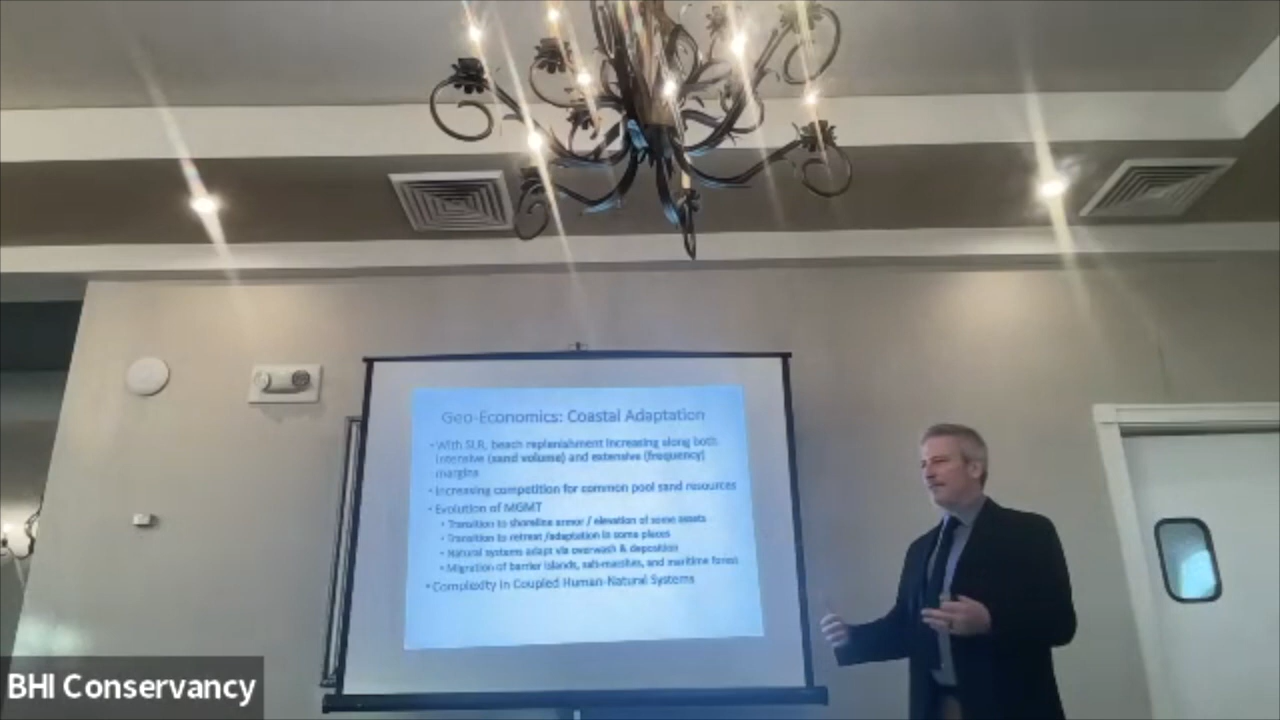 Geo-Economics: Coastal Adaptation
• With SLR, beach replenishment increasing along both
intensive (sand volume) and extensive (frequency)
margins
• Increasing competition for common pool sand resources
• Evolution of MGMT
• Transition to shoreline armor / elevation of some assets
• Transition to retreat /adaptation in some places
• Natural systems adapt via overwash & deposition
• Migration of barrier islands, salt-marshes, and maritime forest
• Complexity in Coupled Human-Natural Systems
BHI Conservancy